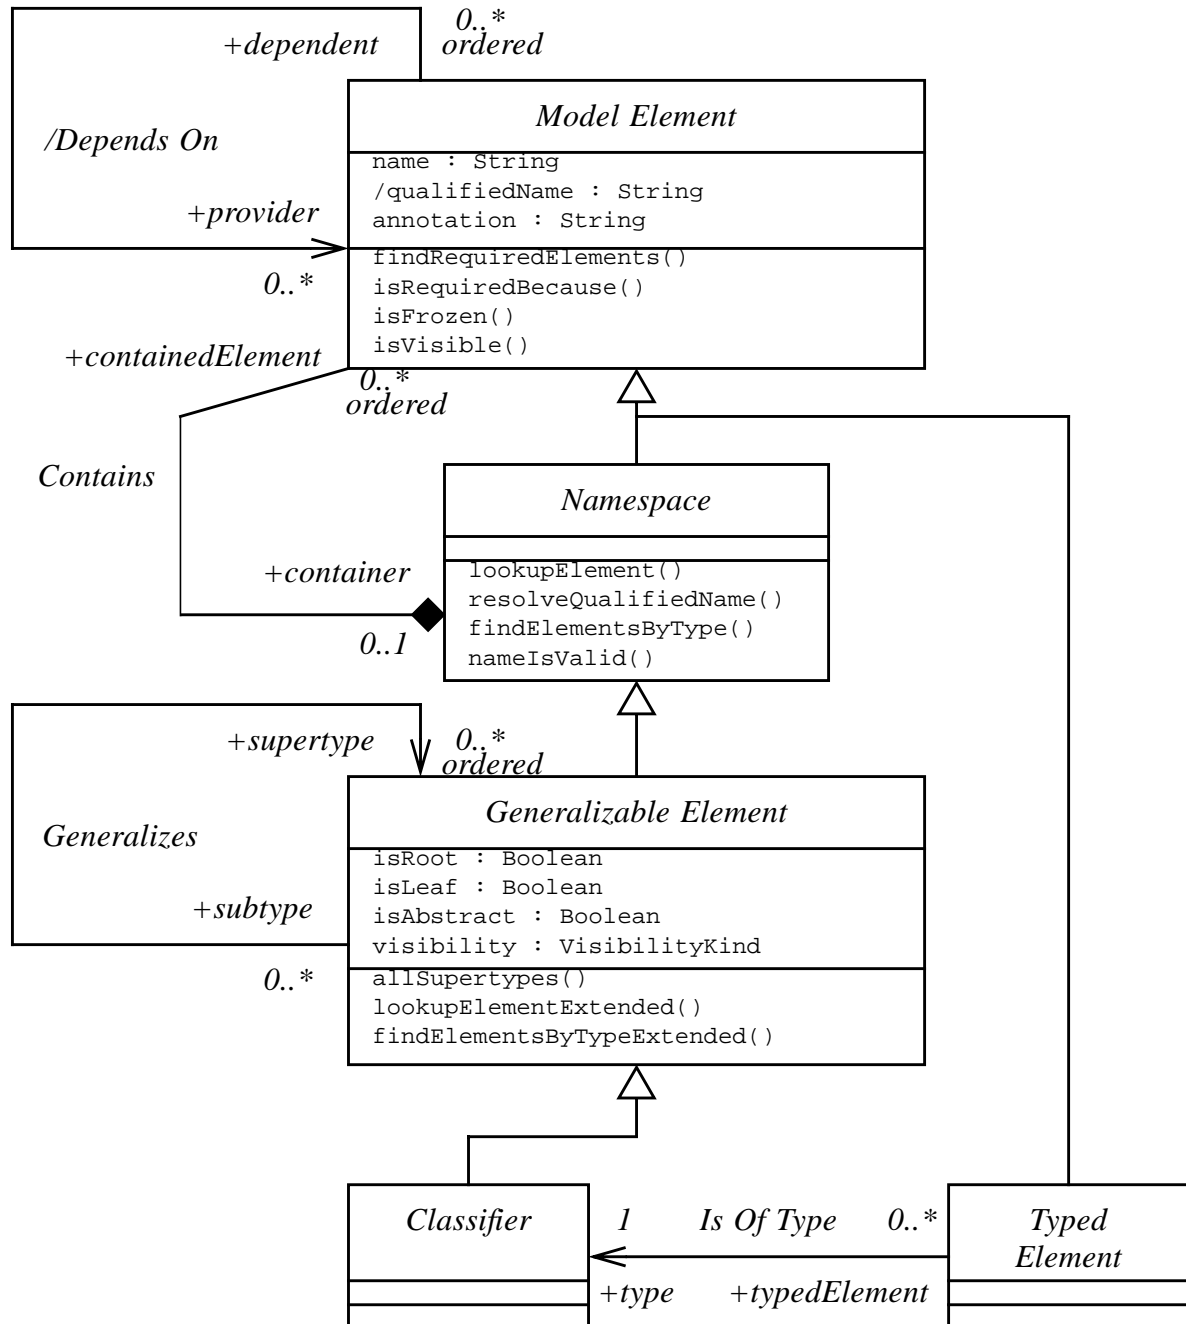 0..*
+dependent
ordered
Model Element
/Depends On
name : String
/qualifiedName : String
annotation : String
+provider
findRequiredElements()
0..*
isRequiredBecause()
isFrozen()
isVisible()
+containedElement
0..*
ordered
Contains
Namespace
+container
lookupElement()
resolveQualifiedName()
findElementsByType()
0..1
nameIsValid()
+supertype
0..*
ordered
Generalizable Element
Generalizes
isRoot : Boolean
isLeaf : Boolean
isAbstract : Boolean
+subtype
visibility : VisibilityKind
0..*
allSupertypes()
lookupElementExtended()
findElementsByTypeExtended()
Classifier
1
Is Of Type
0..*
Typed
Element
+type
+typedElement